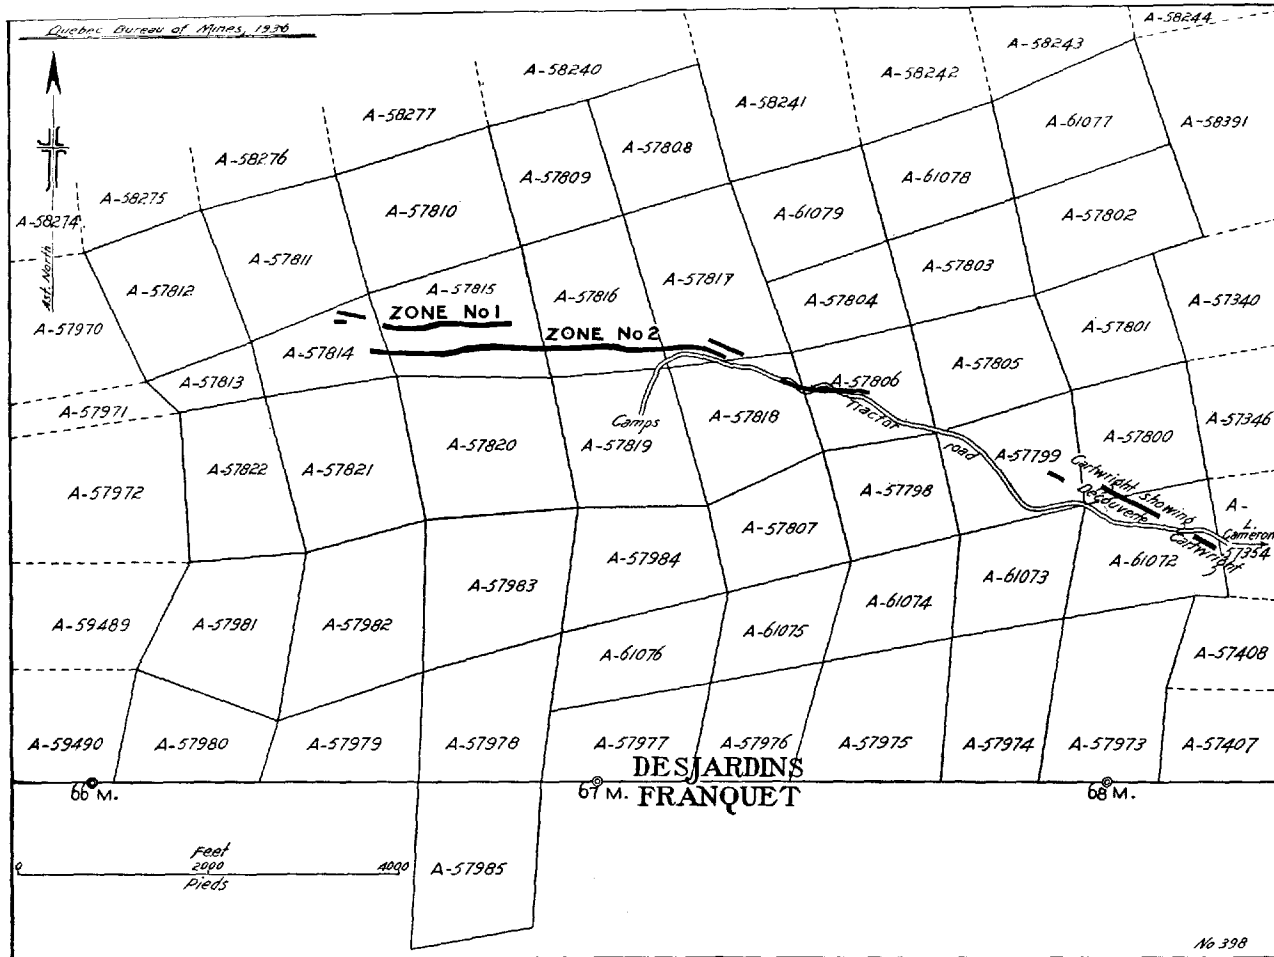 Quebec Bureau of Mines, 1936
A-58244
A-58243
A-58240
A-58242
A-58241
A-58277
A-61077
A-58391
A-58276
A-57808
A-57809
A-61078
A-58275
A-58274
A-57810
A-61079
A-57802
Ast. North
A-57811
A-57812
A-57815
A-57816
A-57817
A-57803
A-57804
A-57340
A-57970
ZONE No 1
ZONE No 2
A-57801
A-57814
A-57813
A-57805
A-57806
A-57971
Camps
A-57818
Tractor
road
A-57346
A-57800
A-57820
A-57819
A-57799
A-57822
A-57821
Cartwright showing
Découverte
Cartwright
A-57972
A-57798
A-
L.
Cameron
57354
A-57807
A-57984
A-61072
A-57983
A-61073
A-61074
A-59489
A-57981
A-57982
A-61075
A-61076
A-57408
A-59490
A-57980
A-57979
A-57978
A-57977
A-57976
A-57975
A-57974
A-57973
A-57407
DESJARDINS
66 M.
67 M.
FRANQUET
68 M.
Feet
0 2000 4000
Pieds
A-57985
No 398